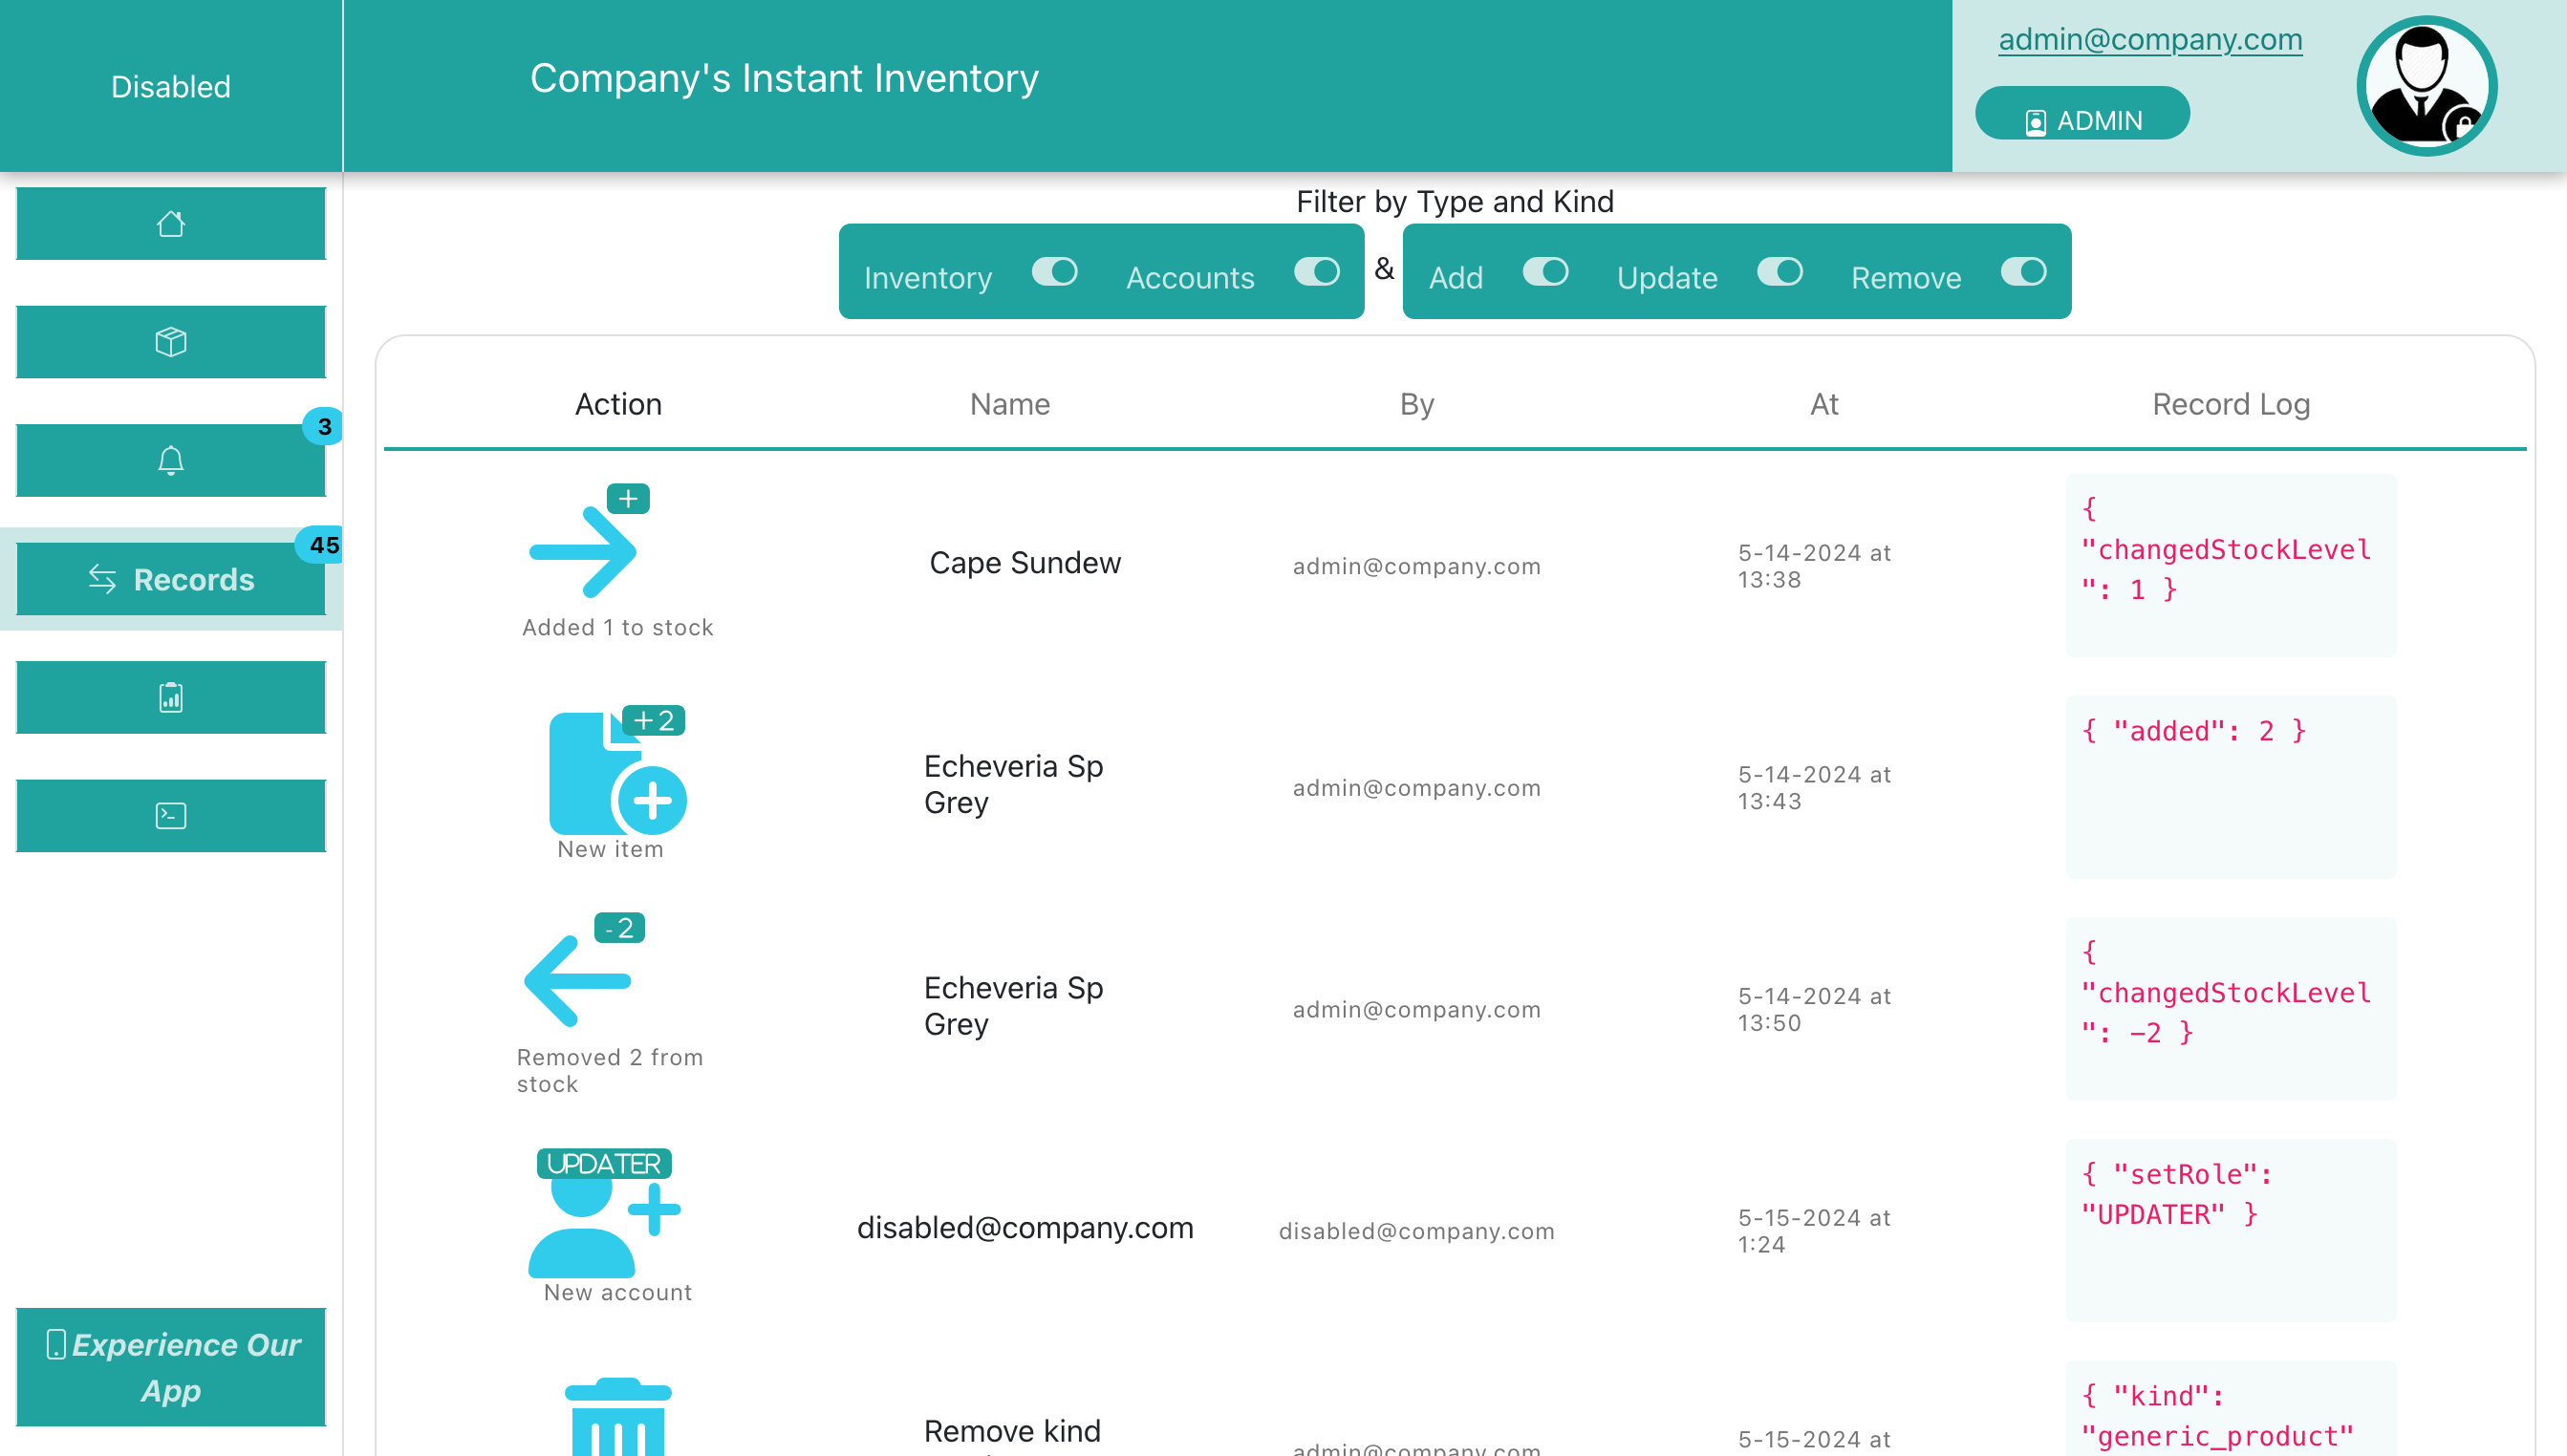 Disabled
Company's Instant Inventory
admin@company.com
ADMIN
3
45
Records
Experience Our
App
Filter by Type and Kind
Inventory Accounts & Add Update Remove
Action Name By At Record Log
+
Added 1 to stock
Cape Sundew
admin@company.com
5-14-2024 at
13:38
{
"changedStockLevel
": 1 }
+2
New item
Echeveria Sp
Grey
admin@company.com
5-14-2024 at
13:43
{ "added": 2 }
-2
Removed 2 from
stock
Echeveria Sp
Grey
admin@company.com
5-14-2024 at
13:50
{
"changedStockLevel
": -2 }
UPDATER
New account
disabled@company.com
disabled@company.com
5-15-2024 at
1:24
{ "setRole":
"UPDATER" }
Remove kind
admin@company.com
5-15-2024 at
{ "kind":
"generic_product"